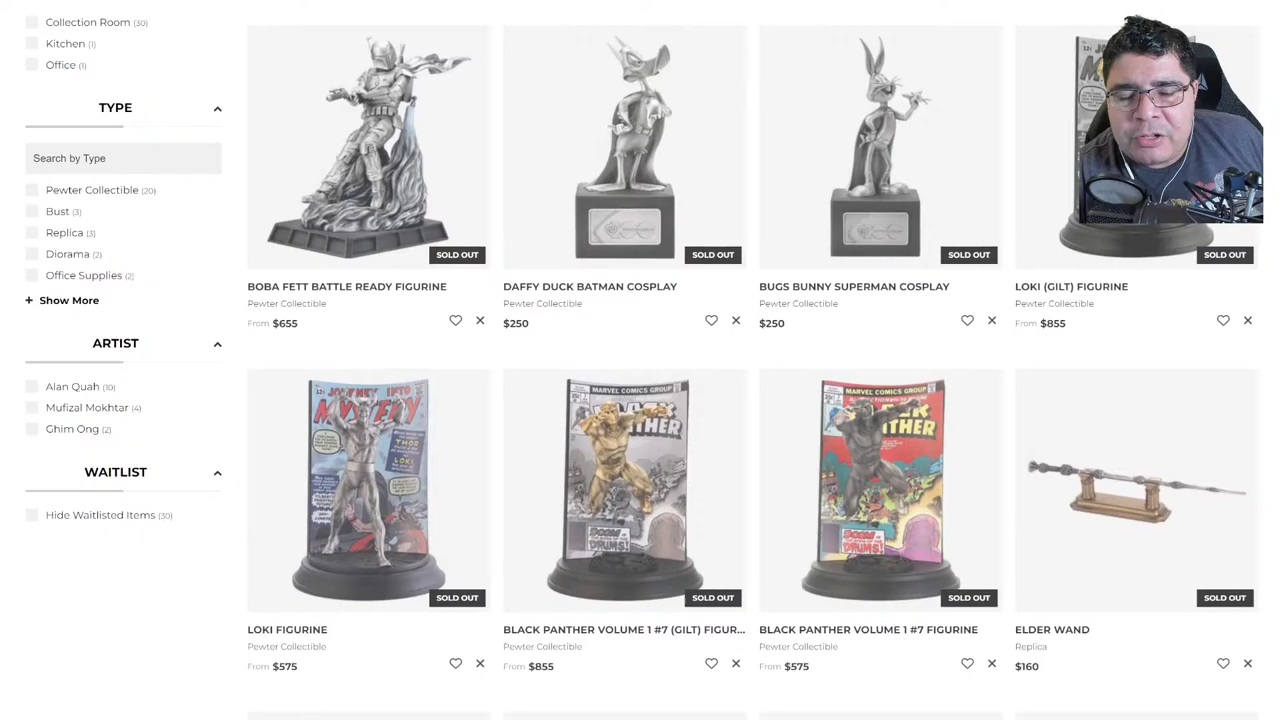 Collection Room (30)
Kitchen (1)
Office (1)
TYPE
Search by Type
Pewter Collectible (20)
Bust (3)
Replica (3)
Diorama (2)
Office Supplies (2)
+ Show More
ARTIST
Alan Quah (10)
Mufizal Mokhtar (4)
Ghim Ong (2)
WAITLIST
Hide Waitlisted Items (30)
SOLD OUT
BOBA FETT BATTLE READY FIGURINE
Pewter Collectible
From $655
SOLD OUT
DAFFY DUCK BATMAN COSPLAY
Pewter Collectible
$250
SOLD OUT
BUGS BUNNY SUPERMAN COSPLAY
Pewter Collectible
$250
SOLD OUT
LOKI (GILT) FIGURINE
Pewter Collectible
From $855
JOURNEY INTO
MYSTERY
THOR
LOKI
SOLD OUT
LOKI FIGURINE
Pewter Collectible
From $575
MARVEL COMICS GROUP
DRUMS!
SOLD OUT
BLACK PANTHER VOLUME 1 #7 (GILT) FIGUR...
Pewter Collectible
From $855
MARVEL COMICS GROUP
DRUMS!
SOLD OUT
BLACK PANTHER VOLUME 1 #7 FIGURINE
Pewter Collectible
From $575
SOLD OUT
ELDER WAND
Replica
$160